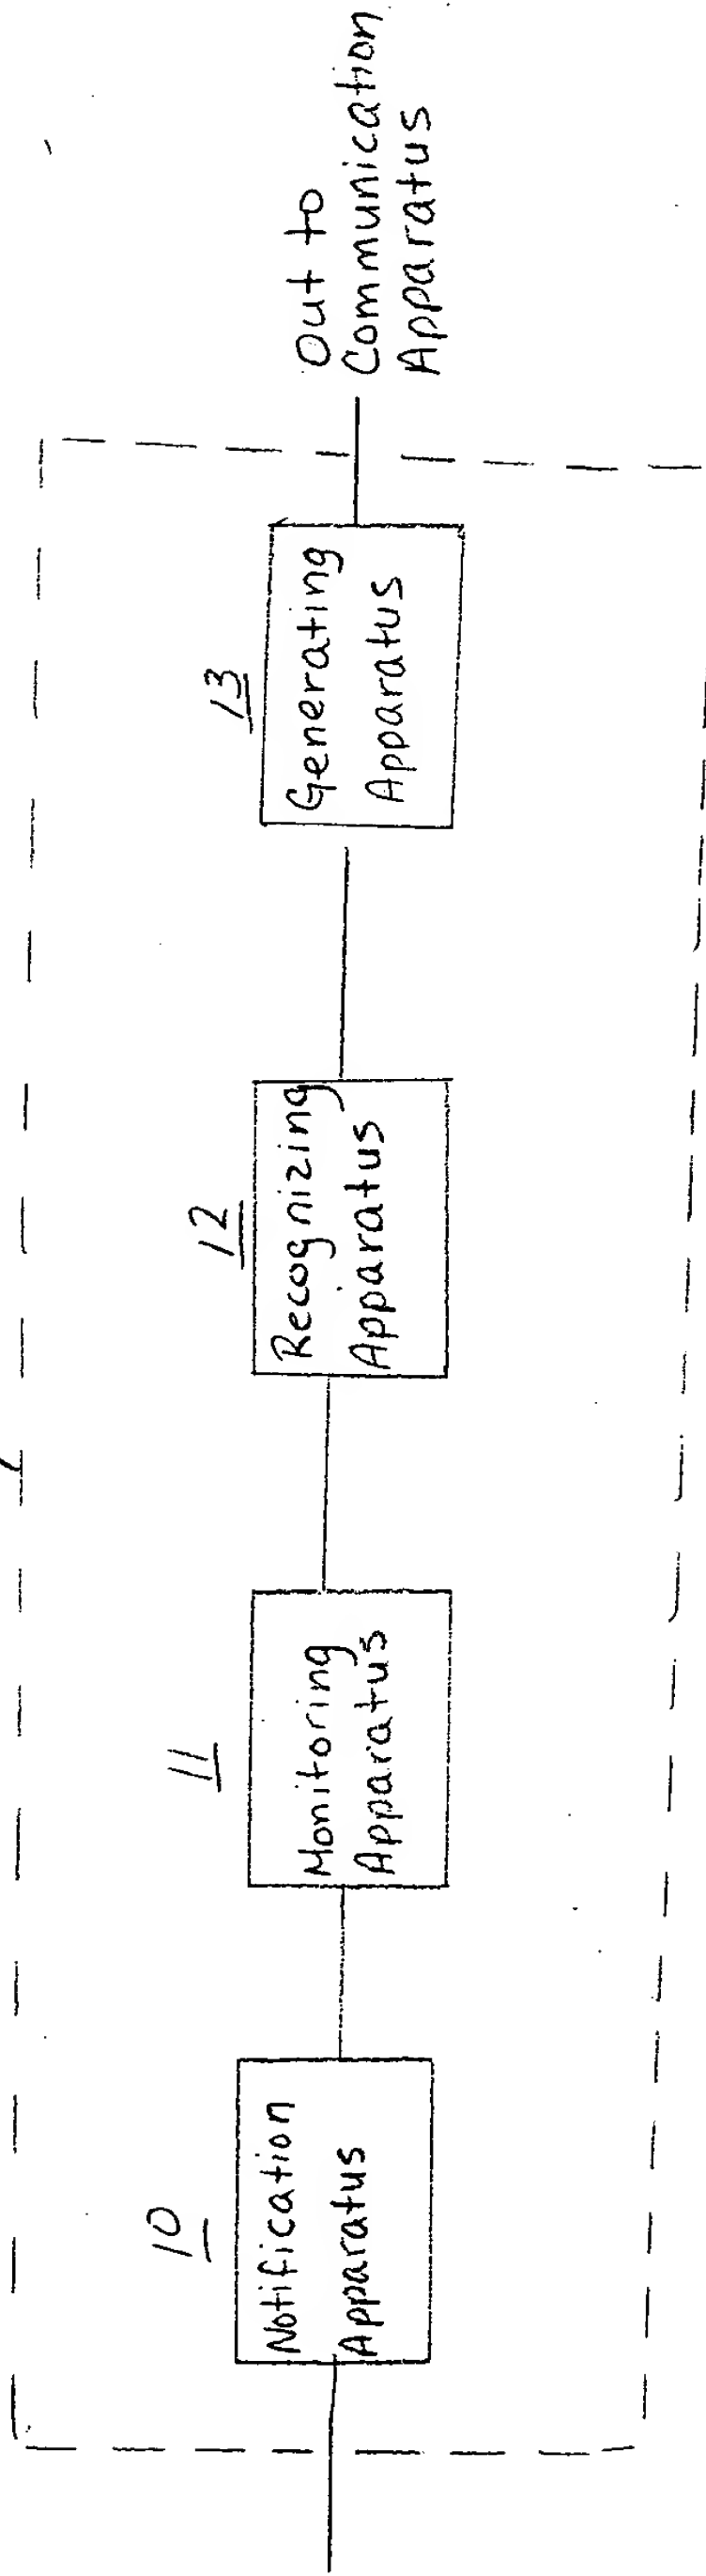 10
Notification
Apparatus
11
Monitoring
Apparatus
12
Recognizing
Apparatus
13
Generating
Apparatus
Out to
Communication
Apparatus